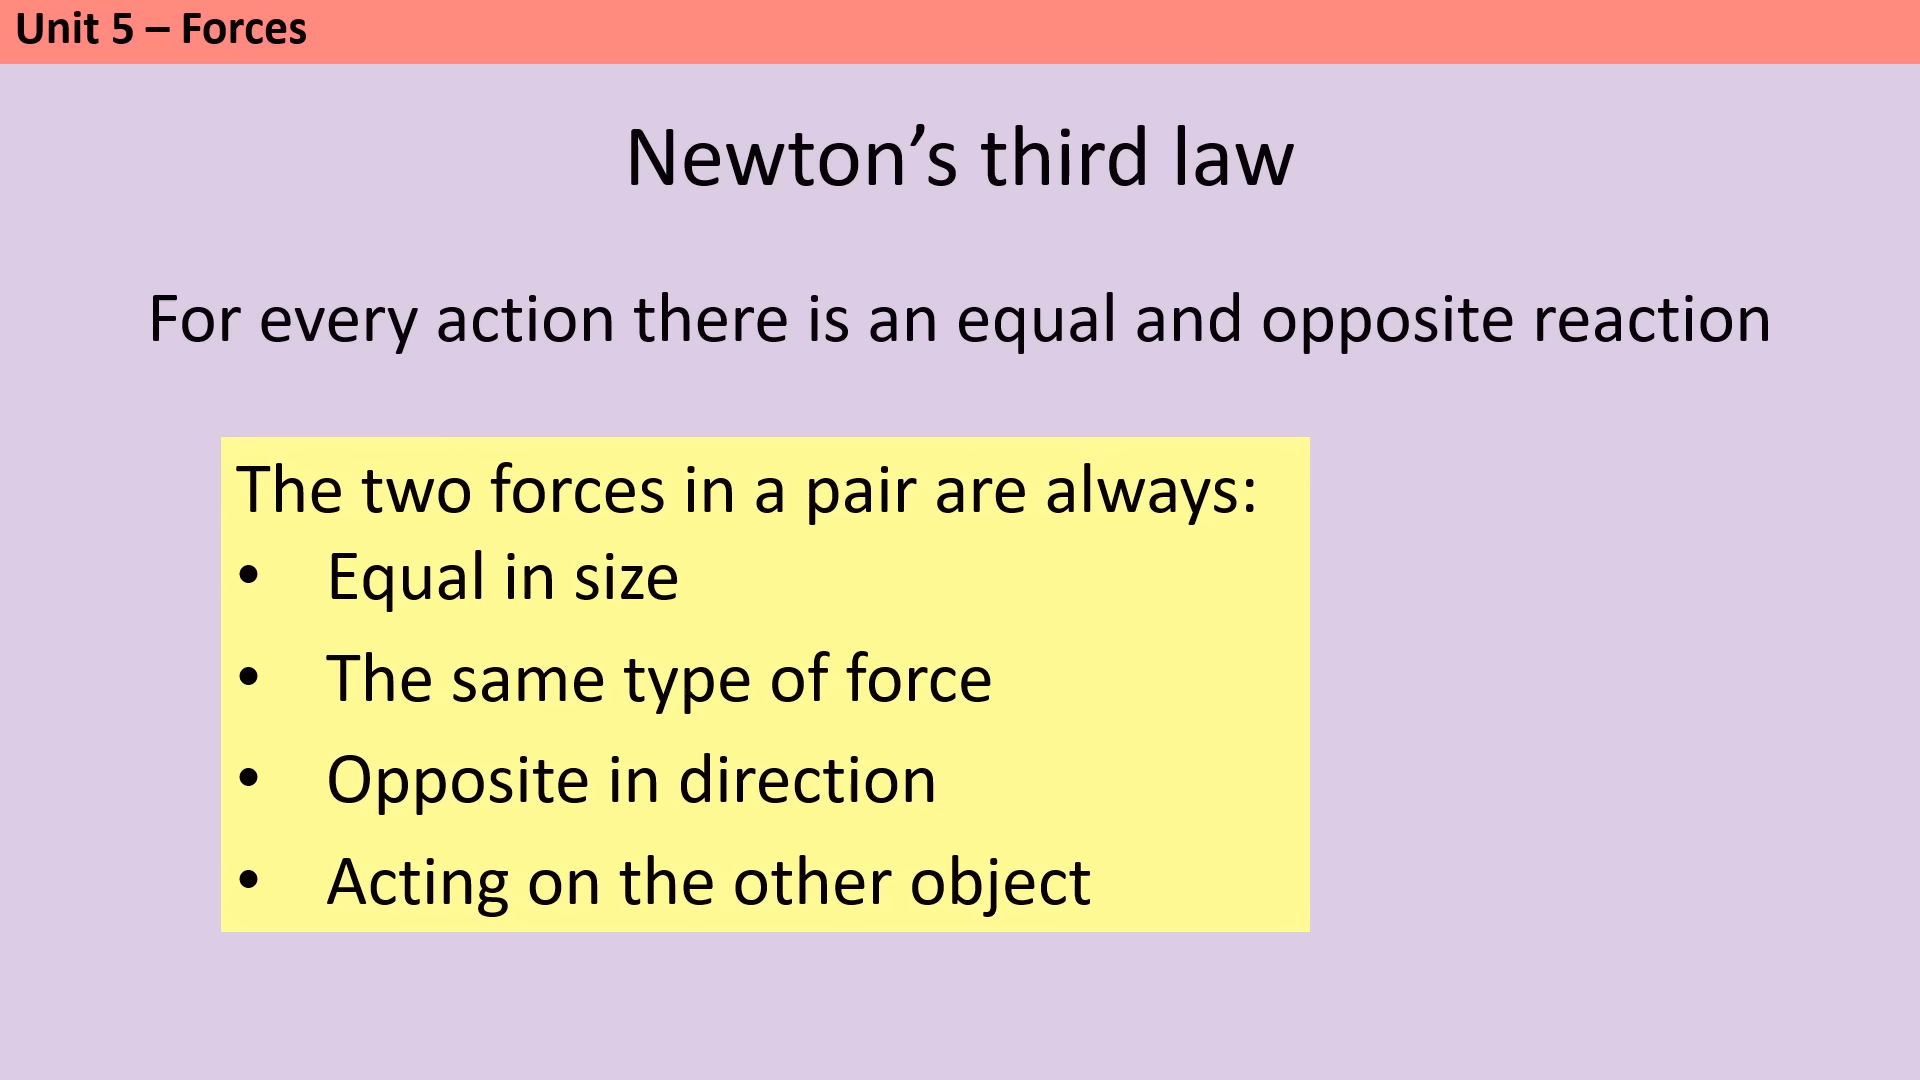 Unit 5 – Forces
Newton’s third law
For every action there is an equal and opposite reaction
The two forces in a pair are always:
• Equal in size
• The same type of force
• Opposite in direction
• Acting on the other object